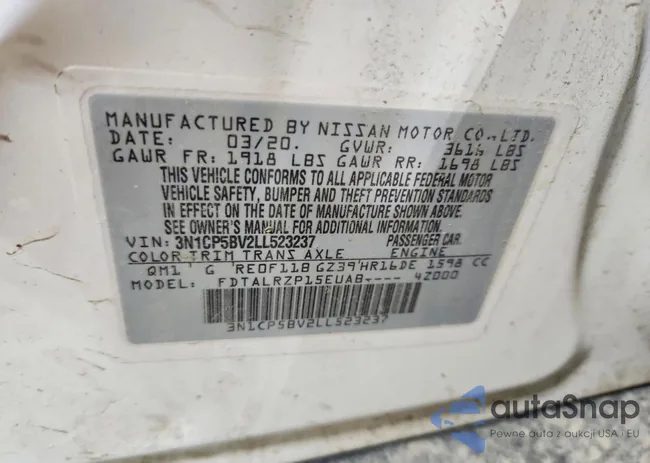 MANUFACTURED BY NISSAN MOTOR CO.,LTD.
DATE: 03/20. GVWR: 3616 LBS
GAWR FR: 1918 LBS GAWR RR: 1698 LBS
THIS VEHICLE CONFORMS TO ALL APPLICABLE FEDERAL MOTOR
VEHICLE SAFETY, BUMPER AND THEFT PREVENTION STANDARDS
IN EFFECT ON THE DATE OF MANUFACTURE SHOWN ABOVE.
SEE OWNER'S MANUAL FOR ADDITIONAL INFORMATION.
VIN: 3N1CP5BV2LL523237 PASSENGER CAR.
COLOR TRIM TRANS AXLE ENGINE
QM1 G RE0F11B GZ39 HR16DE 1598 CC
MODEL: FDTALRZP15EUAB---- 42000
3N1CP5BV2LL523237
autaSnap
Pewne auta z aukcji USA i EU